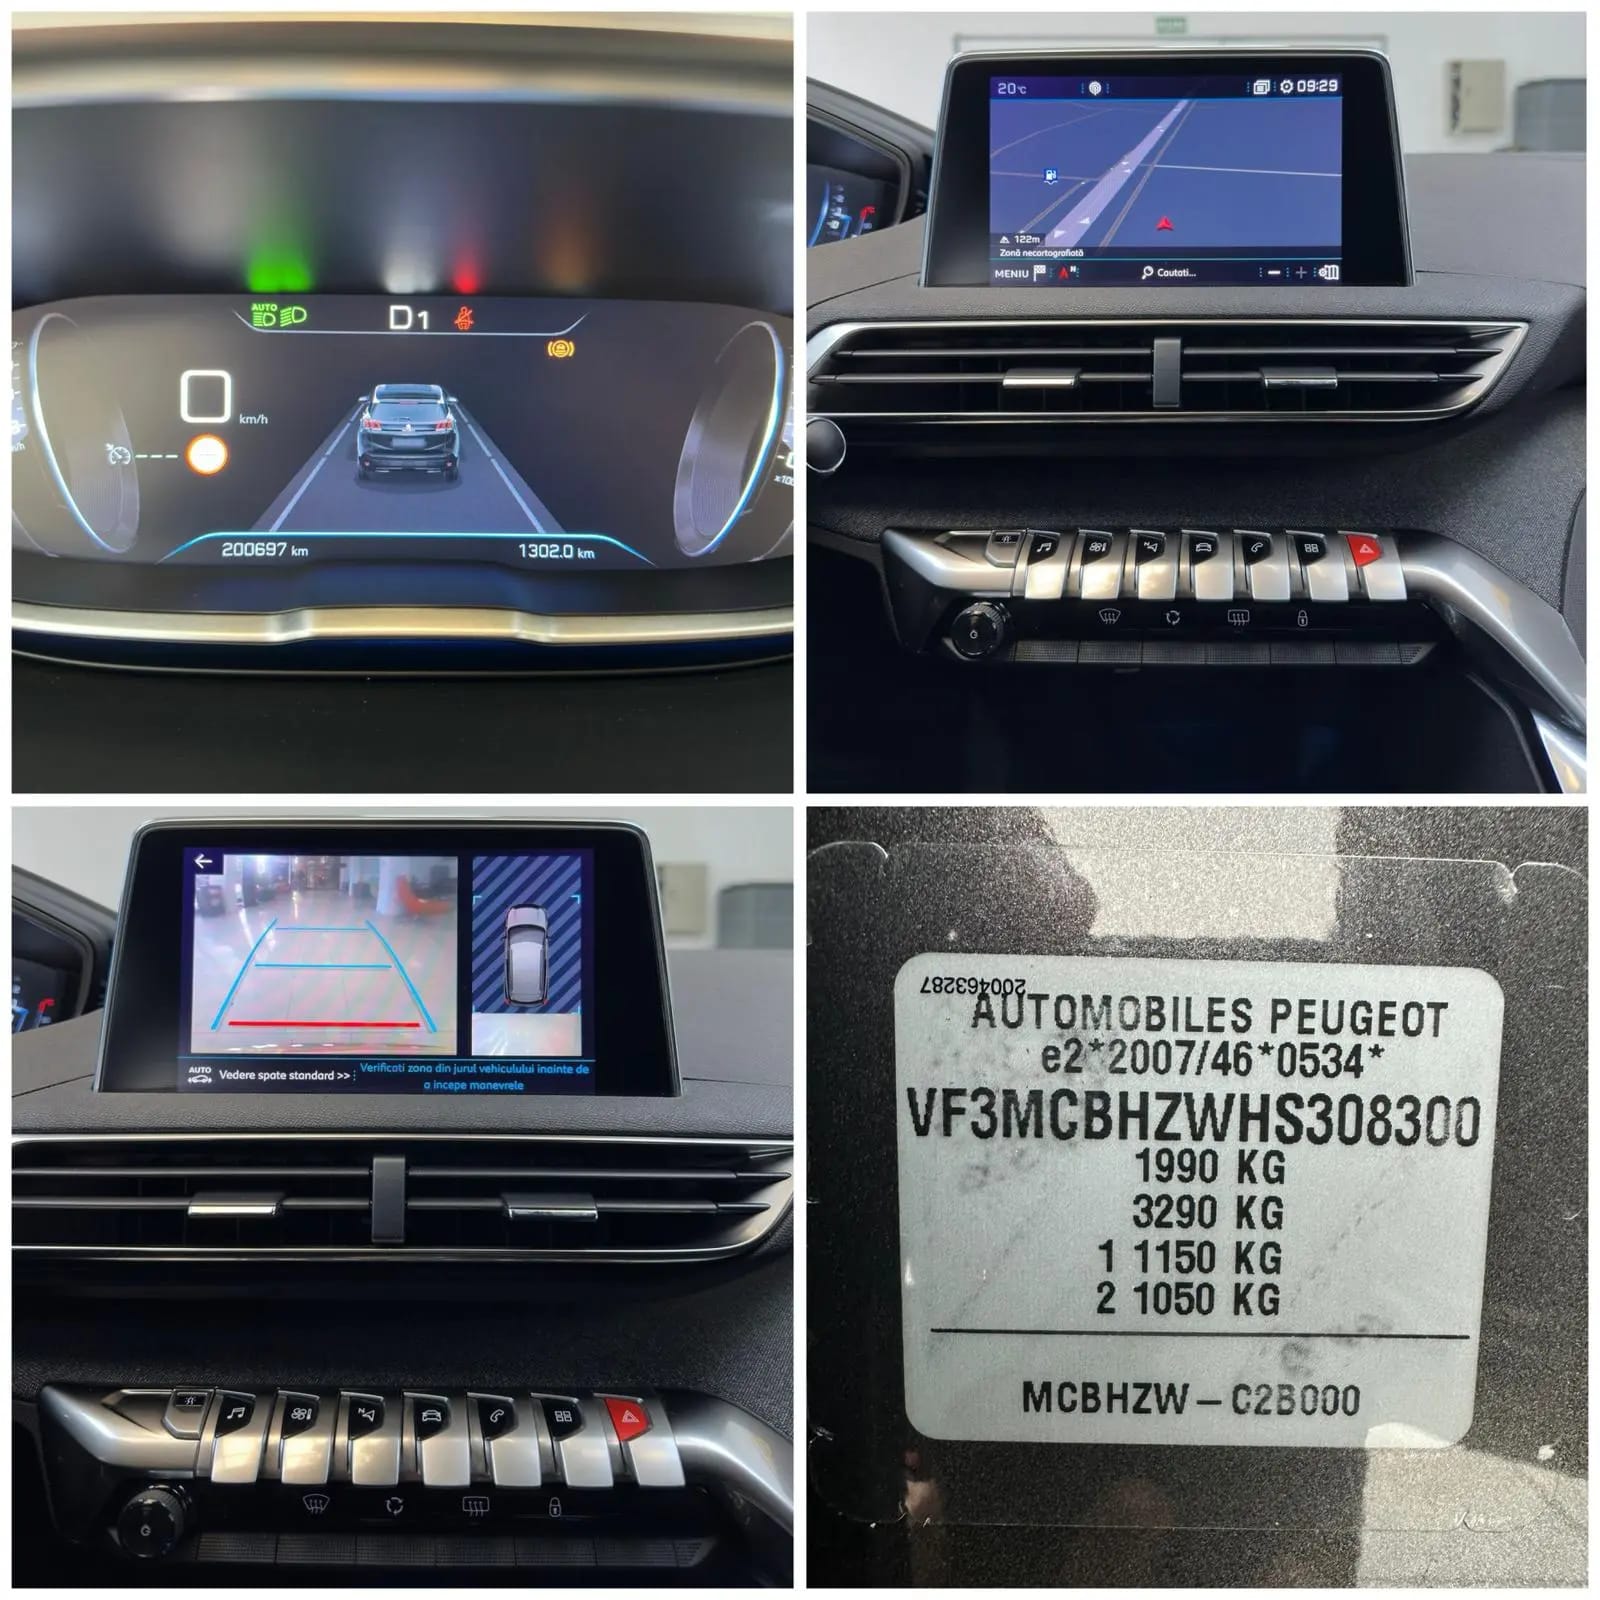 AUTO
D1
0 km/h
200697 km
1302.0 km
20°C
09:29
122m
Zonă necartografiată
MENIU
N
Cautati...
N
Verificati zona din jurul vehiculului inainte de
a incepe manevrele
AUTO
Vedere spate standard >>
N
200463287
AUTOMOBILES PEUGEOT
e2*2007/46*0534*
VF3MCBHZWHS308300
1990 KG
3290 KG
1 1150 KG
2 1050 KG
MCBHZW-C2B000